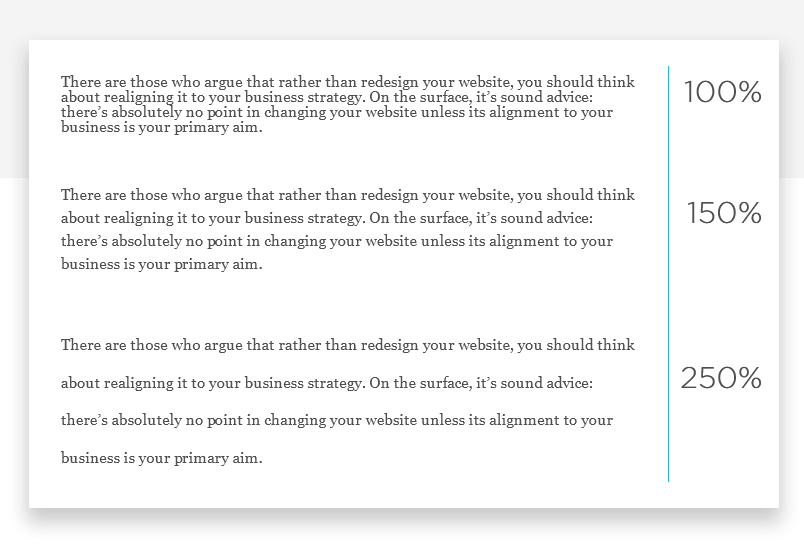 There are those who argue that rather than redesign your website, you should think
about realigning it to your business strategy. On the surface, it’s sound advice:
there’s absolutely no point in changing your website unless its alignment to your
business is your primary aim.
100%
There are those who argue that rather than redesign your website, you should think
about realigning it to your business strategy. On the surface, it’s sound advice:
there’s absolutely no point in changing your website unless its alignment to your
business is your primary aim.
150%
There are those who argue that rather than redesign your website, you should think
about realigning it to your business strategy. On the surface, it’s sound advice:
there’s absolutely no point in changing your website unless its alignment to your
business is your primary aim.
250%